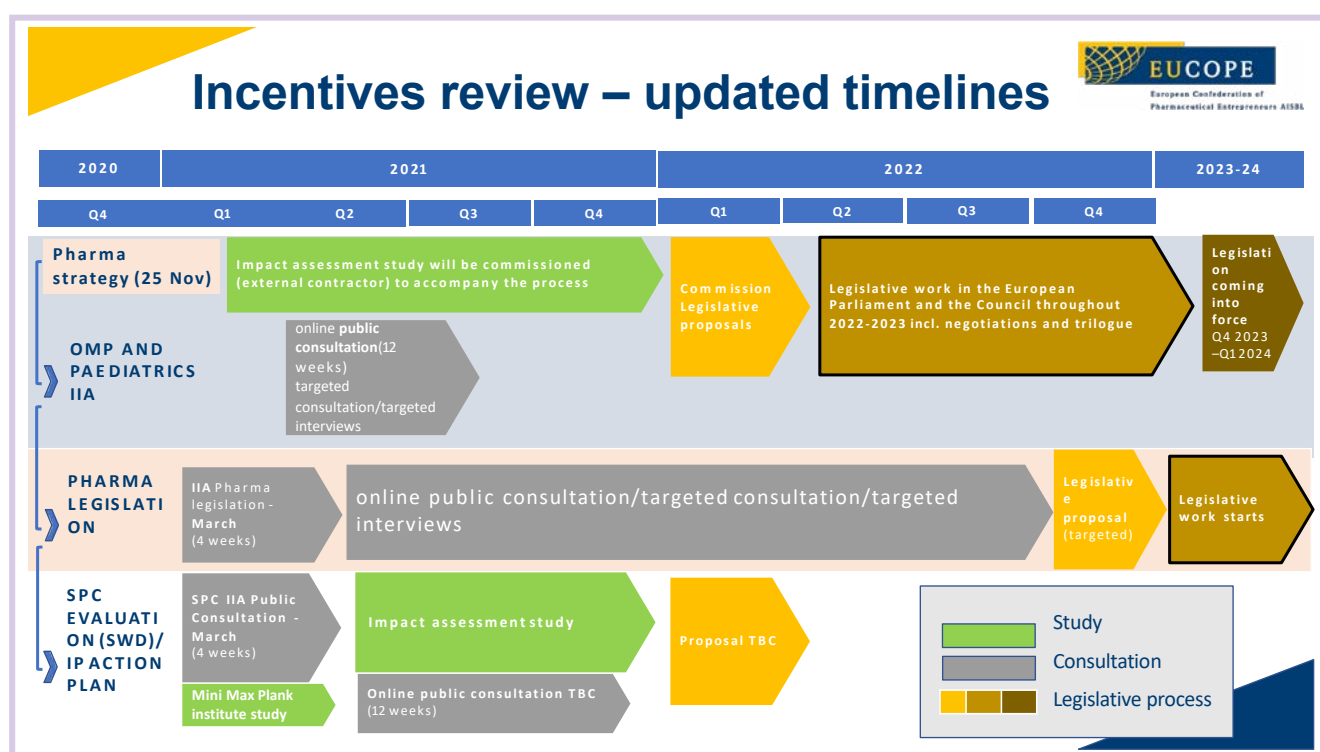 Incentives review – updated timelines
EUCOPE
European Confederation of
Pharmaceutical Entrepreneurs AISBL
2020
2021
2022
2023-24
Q4
Q1
Q2
Q3
Q4
Q1
Q2
Q3
Q4
Pharma
strategy (25 Nov)
Impact assessment study will be commissioned
(external contractor) to accompany the process
Commission
Legislative
proposals
Legislative work in the European
Parliament and the Council throughout
2022-2023 incl. negotiations and trilogue
Legislati
on
coming
into
force
Q4 2023
–Q1 2024
OMP AND
PAEDIATRICS
IIA
online public
consultation(12
weeks)
targeted
consultation/targeted
interviews
PHARMA
LEGISLATI
ON
IIA Pharma
legislation -
March
(4 weeks)
online public consultation/targeted consultation/targeted
interviews
Legislativ
e
proposal
(targeted)
Legislative
work starts
SPC
EVALUATI
ON (SWD)/
IP ACTION
PLAN
SPC IIA Public
Consultation -
March
(4 weeks)
Impact assessment study
Proposal TBC
Mini Max Plank
institute study
Online public consultation TBC
(12 weeks)
Study
Consultation
Legislative process